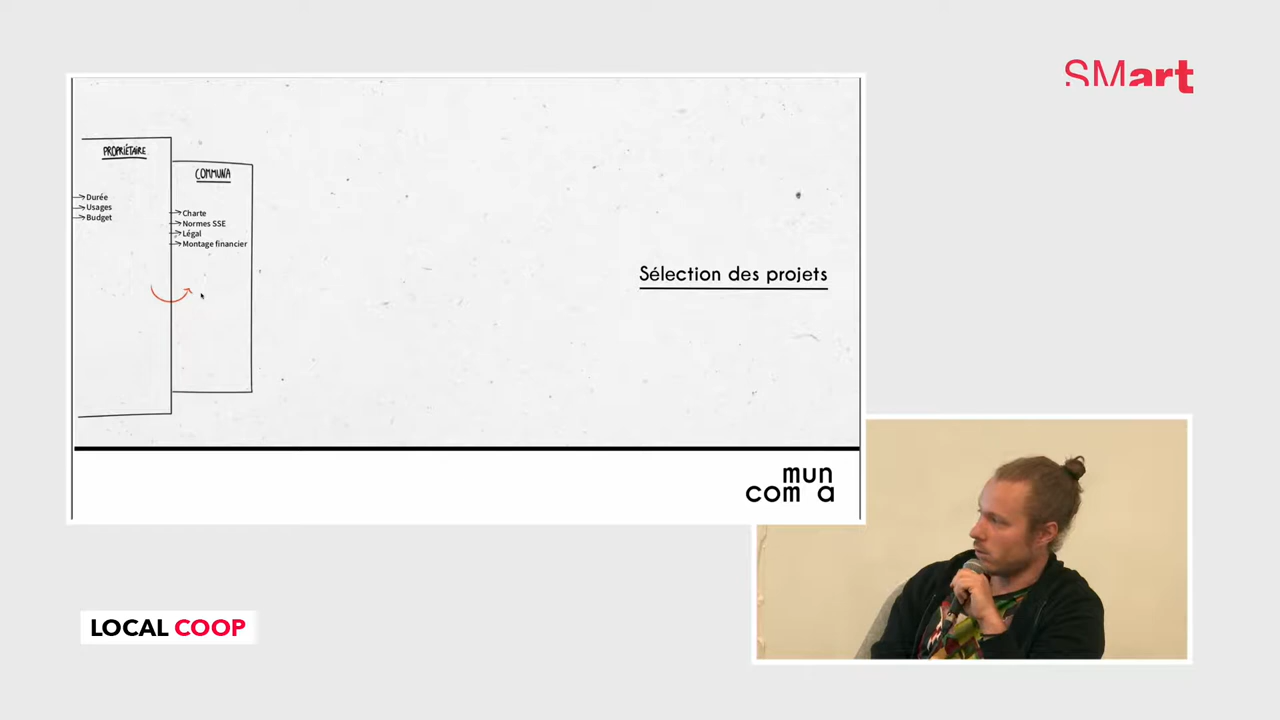 SMart
PROPRIÉTAIRE
Durée
Usages
Budget
COMMUNA
Charte
Normes SSE
Légal
Montage financier
Sélection des projets
mun
com a
LOCAL COOP